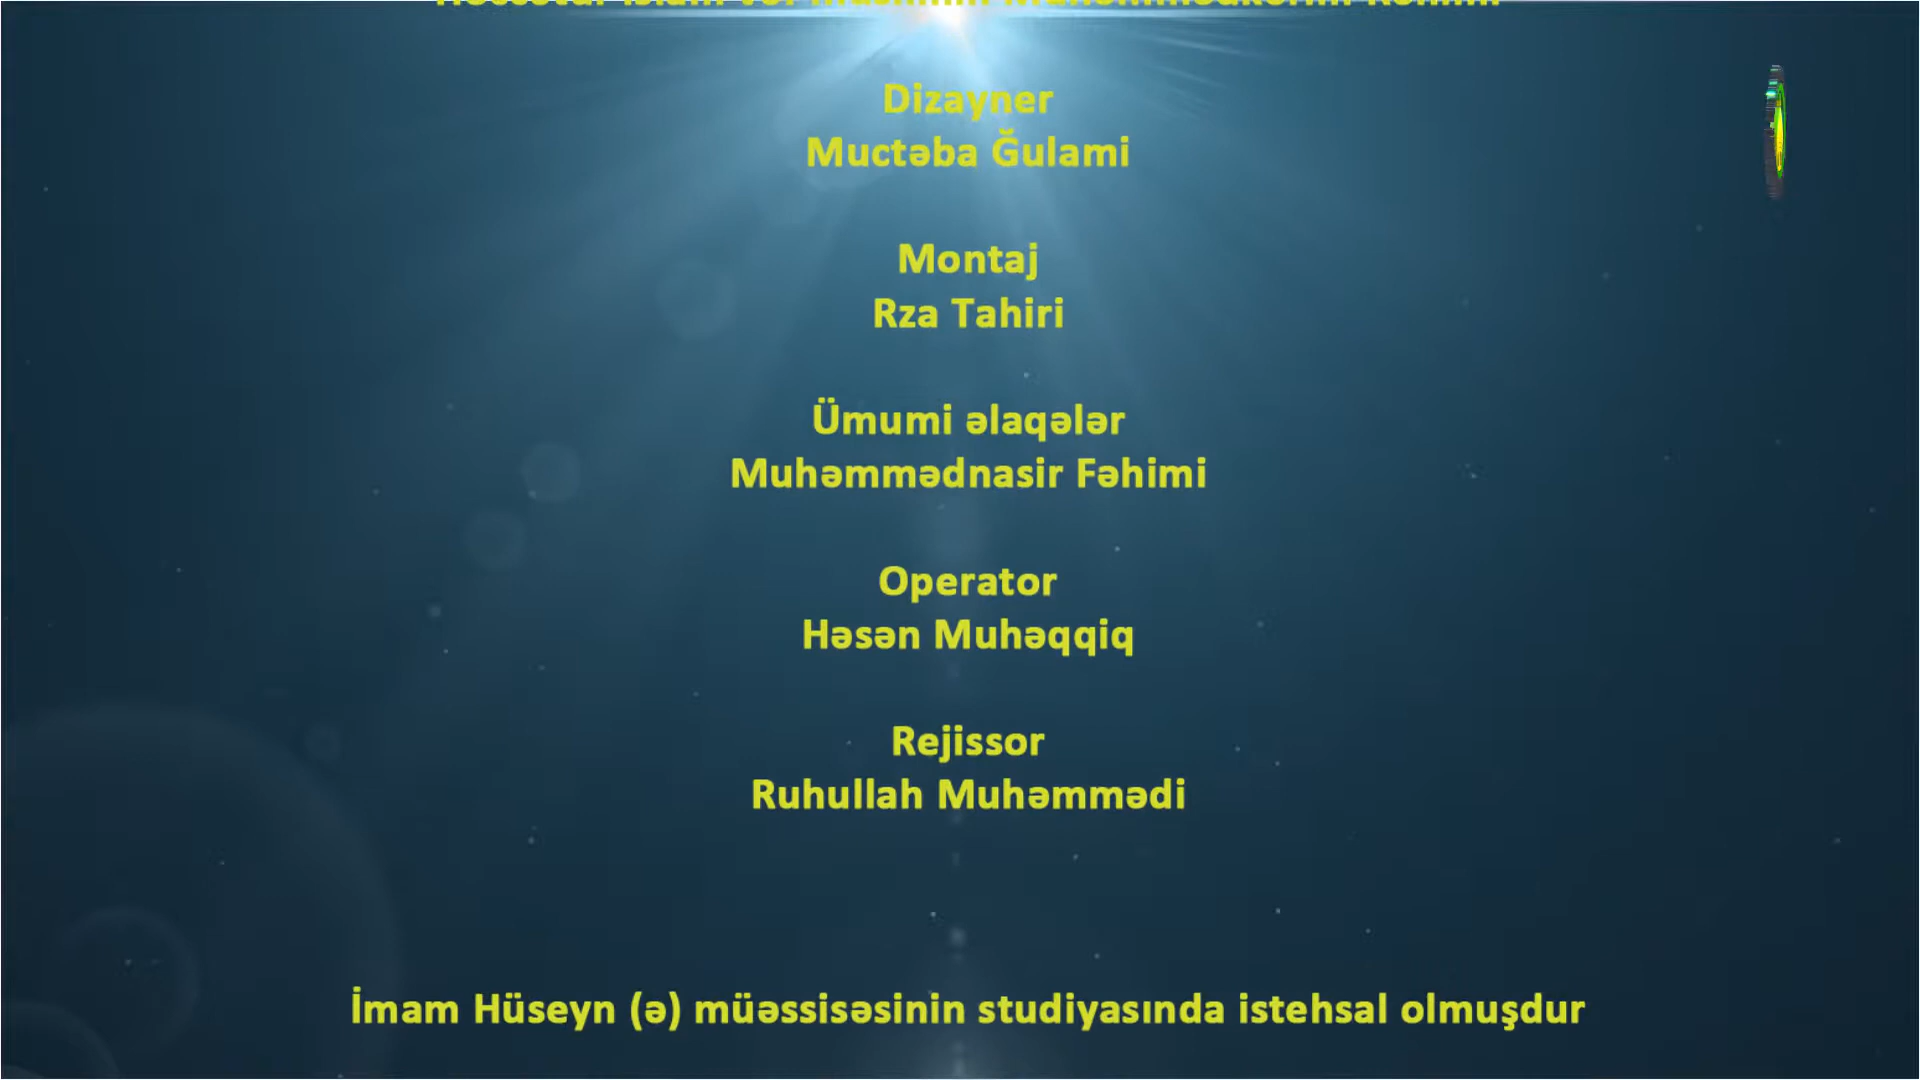 Dizayner
Muctəba Ğulami
Montaj
Rza Tahiri
Ümumi əlaqələr
Muhəmmədnasir Fəhimi
Operator
Həsən Muhəqqiq
Rejissor
Ruhullah Muhəmmədi
İmam Hüseyn (ə) müəssisəsinin studiyasında istehsal olmuşdur